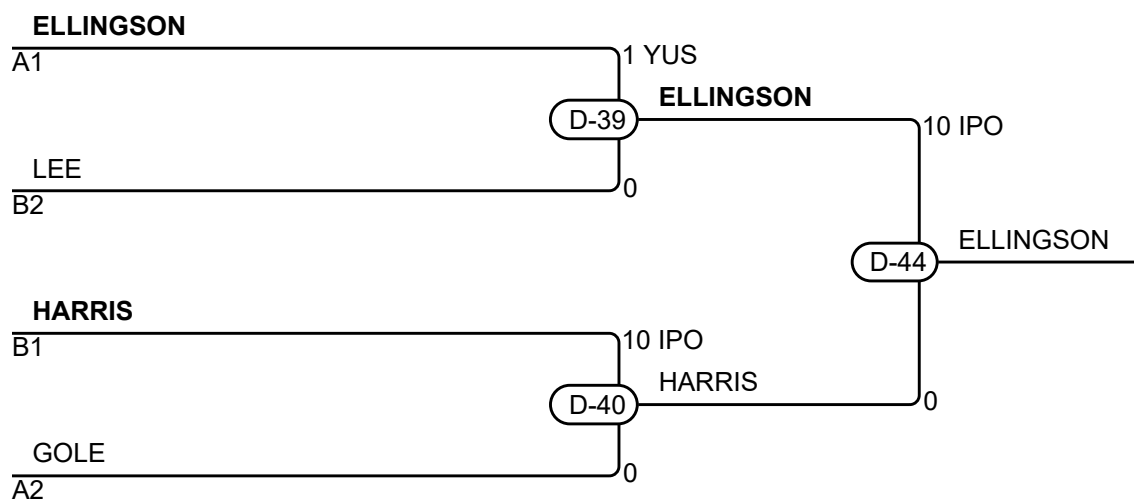 ELLINGSON
A1
1 YUS
D-39
ELLINGSON
LEE
B2
0
10 IPO
D-44
ELLINGSON
HARRIS
B1
10 IPO
D-40
HARRIS
0
GOLE
A2
0